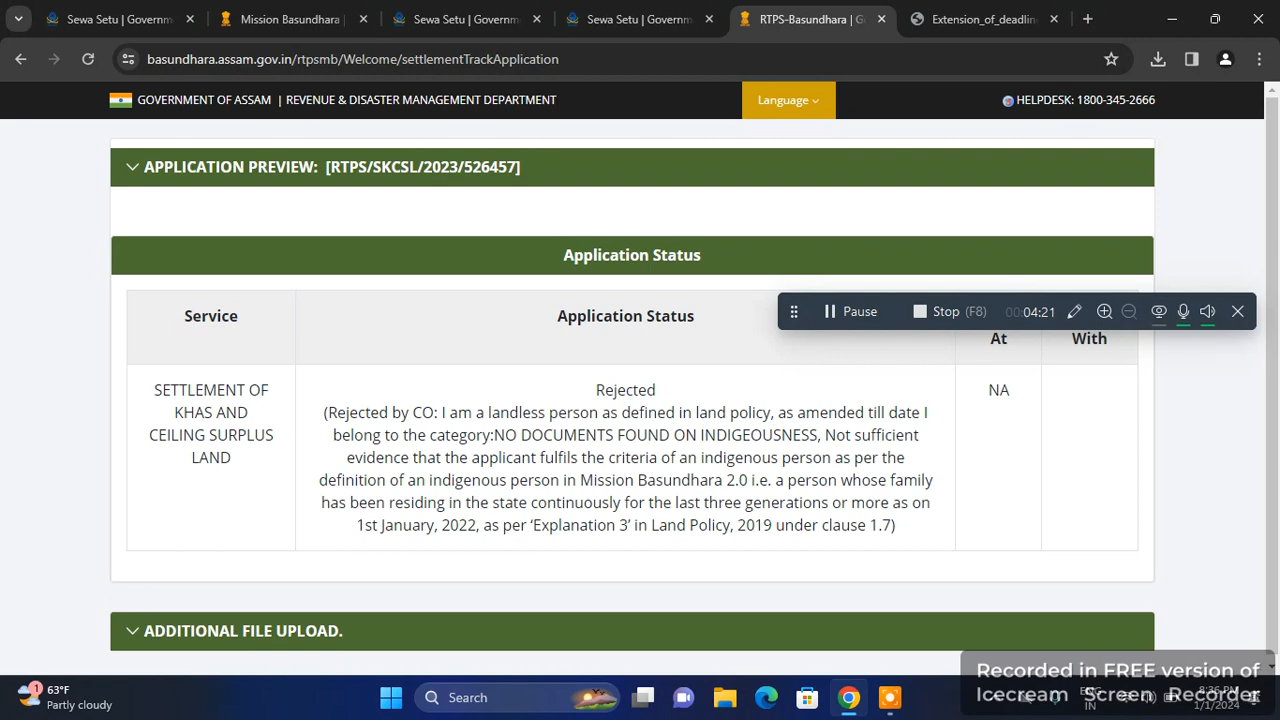 Sewa Setu | Governm
Mission Basundhara |
Sewa Setu | Governm
Sewa Setu | Governm
RTPS-Basundhara | G
Extension_of_deadlin
basundhara.assam.gov.in/rtpsmb/Welcome/settlementTrackApplication
GOVERNMENT OF ASSAM | REVENUE & DISASTER MANAGEMENT DEPARTMENT
Language
HELPDESK: 1800-345-2666
APPLICATION PREVIEW: [RTPS/SKCSL/2023/526457]
Application Status
Service
Application Status
At
With
Pause
Stop (F8)
00:04:21
SETTLEMENT OF
KHAS AND
CEILING SURPLUS
LAND
Rejected
(Rejected by CO: I am a landless person as defined in land policy, as amended till date I
belong to the category:NO DOCUMENTS FOUND ON INDIGEOUSNESS, Not sufficient
evidence that the applicant fulfils the criteria of an indigenous person as per the
definition of an indigenous person in Mission Basundhara 2.0 i.e. a person whose family
has been residing in the state continuously for the last three generations or more as on
1st January, 2022, as per ‘Explanation 3’ in Land Policy, 2019 under clause 1.7)
NA
ADDITIONAL FILE UPLOAD.
Recorded in FREE version of
Icecream Screen Recorder
1
63°F
Partly cloudy
Search
ENG
IN
8:36 PM
1/1/2024